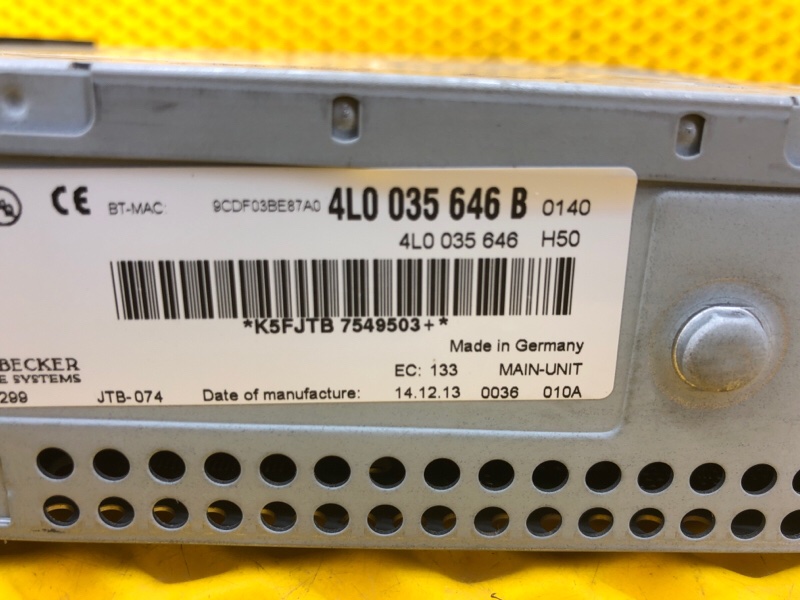 CE BT-MAC: 9CDF03BE87A0 4L0 035 646 B 0140
4L0 035 646 H50
*K5FJTB 7549503+*
Made in Germany
BECKER EC: 133 MAIN-UNIT
E SYSTEMS
299 JTB-074 Date of manufacture: 14.12.13 0036 010A